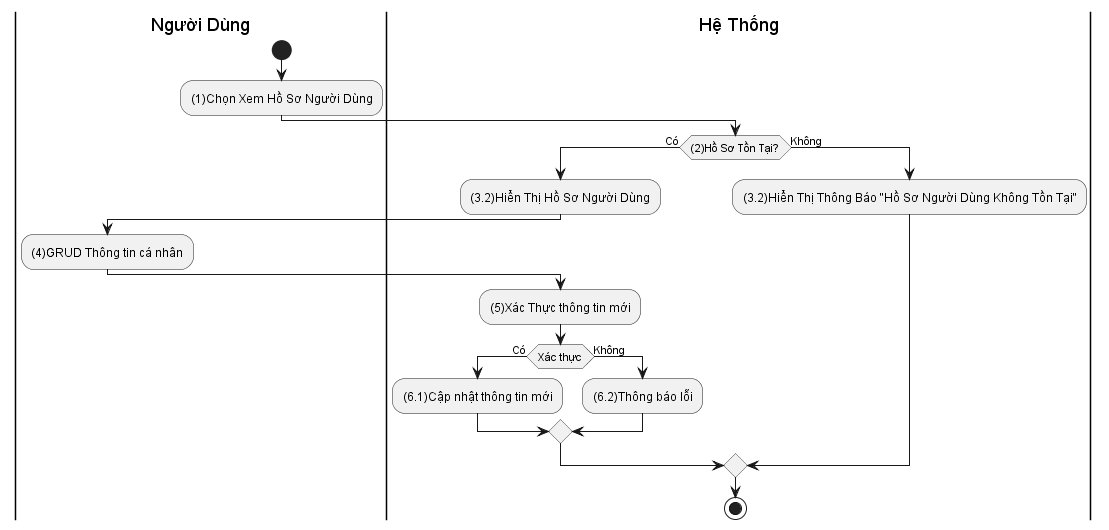 Người Dùng
Hệ Thống
(1)Chọn Xem Hồ Sơ Người Dùng
Có
(2)Hồ Sơ Tồn Tại?
Không
(3.2)Hiển Thị Hồ Sơ Người Dùng
(3.2)Hiển Thị Thông Báo "Hồ Sơ Người Dùng Không Tồn Tại"
(4)GRUD Thông tin cá nhân
(5)Xác Thực thông tin mới
Có
Xác thực
Không
(6.1)Cập nhật thông tin mới
(6.2)Thông báo lỗi